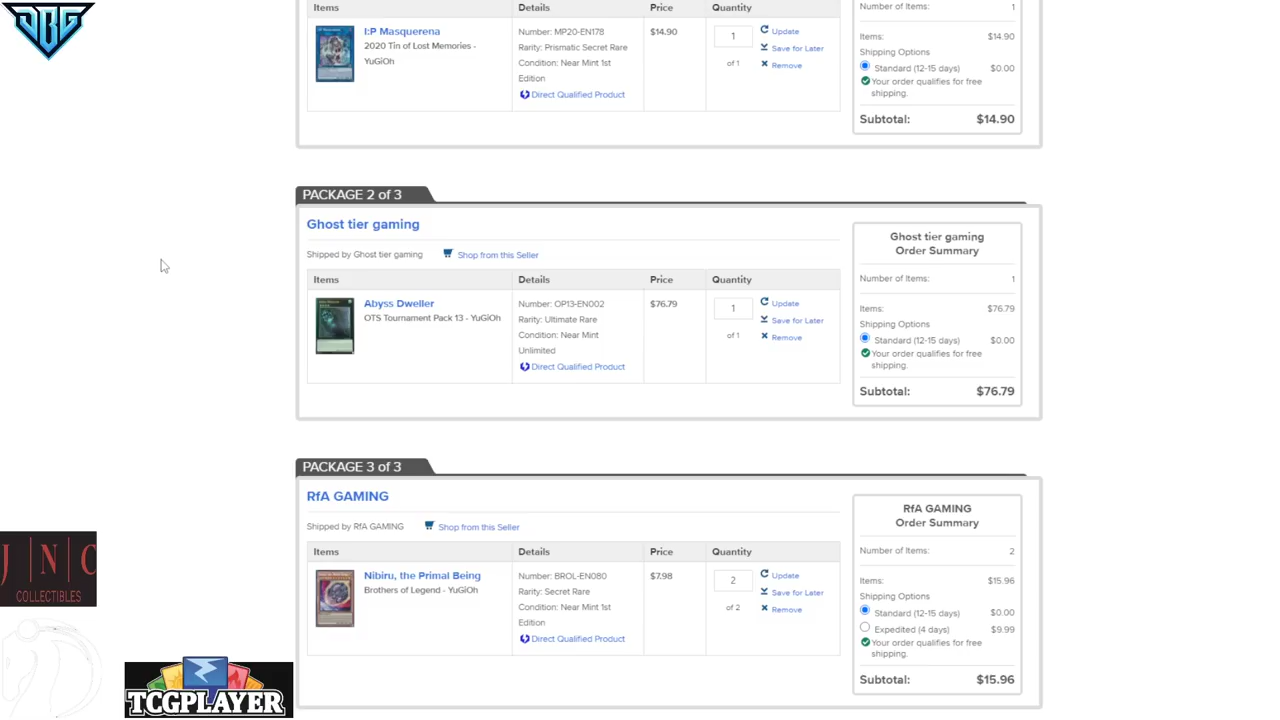 DBG
Items Details Price Quantity
I:P Masquerena
2020 Tin of Lost Memories -
YuGiOh
Number: MP20-EN178
Rarity: Prismatic Secret Rare
Condition: Near Mint 1st
Edition
Direct Qualified Product
$14.90
1
of 1
Update
Save for Later
Remove
Number of Items: 1
Items: $14.90
Shipping Options
Standard (12-15 days) $0.00
Your order qualifies for free
shipping.
Subtotal: $14.90
PACKAGE 2 of 3
Ghost tier gaming
Shipped by Ghost tier gaming Shop from this Seller
Items Details Price Quantity
Abyss Dweller
OTS Tournament Pack 13 - YuGiOh
Number: OP13-EN002
Rarity: Ultimate Rare
Condition: Near Mint
Unlimited
Direct Qualified Product
$76.79
1
of 1
Update
Save for Later
Remove
Ghost tier gaming
Order Summary
Number of Items: 1
Items: $76.79
Shipping Options
Standard (12-15 days) $0.00
Your order qualifies for free
shipping.
Subtotal: $76.79
PACKAGE 3 of 3
RfA GAMING
Shipped by RfA GAMING Shop from this Seller
Items Details Price Quantity
Nibiru, the Primal Being
Brothers of Legend - YuGiOh
Number: BROL-EN080
Rarity: Secret Rare
Condition: Near Mint 1st
Edition
Direct Qualified Product
$7.98
2
of 2
Update
Save for Later
Remove
RfA GAMING
Order Summary
Number of Items: 2
Items: $15.96
Shipping Options
Standard (12-15 days) $0.00
Expedited (4 days) $9.99
Your order qualifies for free
shipping.
Subtotal: $15.96
J|N|C
COLLECTIBLES
TCGPLAYER